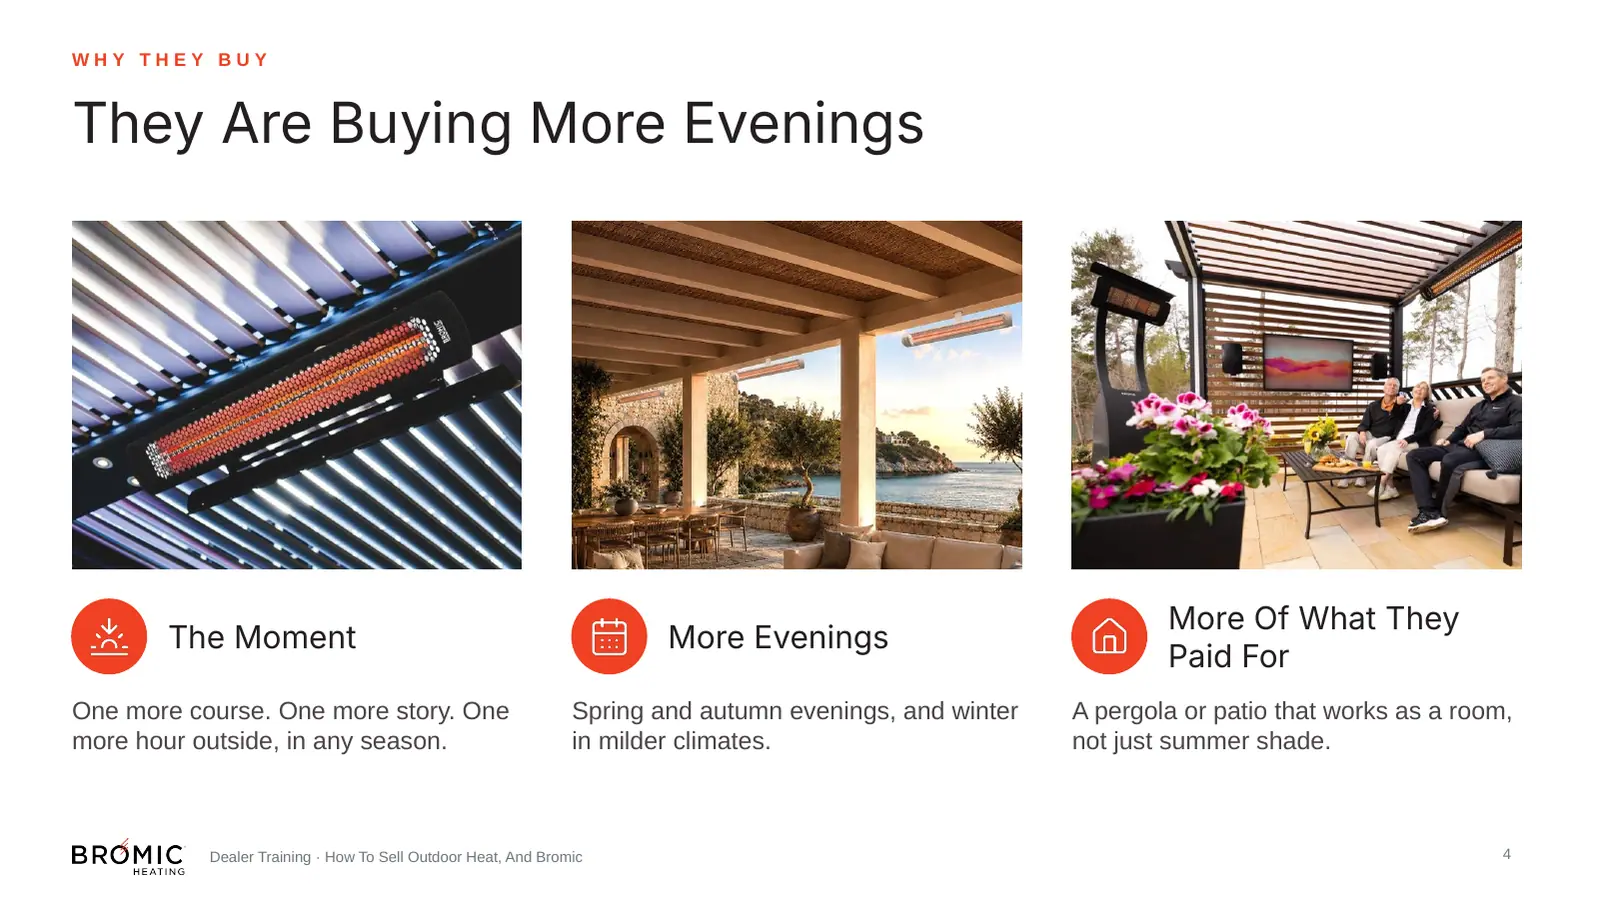 WHY THEY BUY
They Are Buying More Evenings
BROMIC
The Moment
More Evenings
More Of What They
Paid For
One more course. One more story. One
more hour outside, in any season.
Spring and autumn evenings, and winter
in milder climates.
A pergola or patio that works as a room,
not just summer shade.
BROMIC
HEATING
Dealer Training · How To Sell Outdoor Heat, And Bromic
4